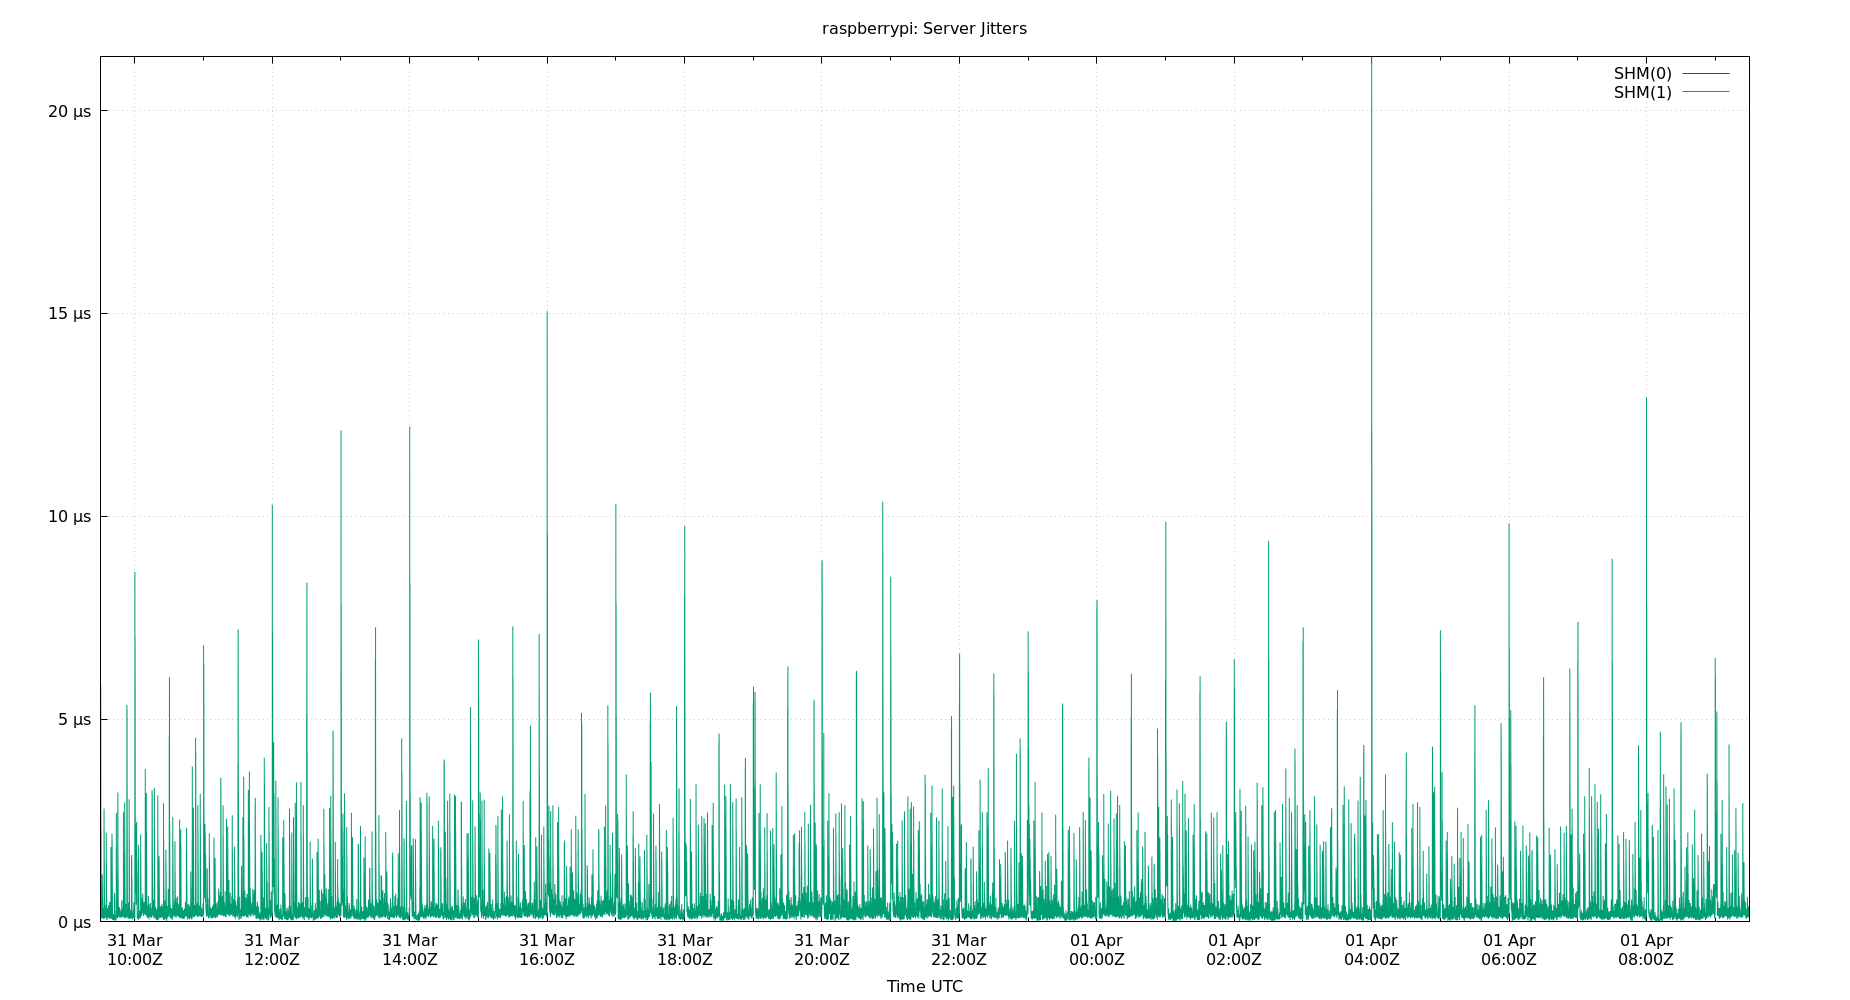 raspberrypi: Server Jitters
SHM(0)
SHM(1)
20 µs
15 µs
10 µs
5 µs
0 µs
31 Mar 31 Mar 31 Mar 31 Mar 31 Mar 31 Mar 31 Mar 01 Apr 01 Apr 01 Apr 01 Apr 01 Apr
10:00Z 12:00Z 14:00Z 16:00Z 18:00Z 20:00Z 22:00Z 00:00Z 02:00Z 04:00Z 06:00Z 08:00Z
Time UTC